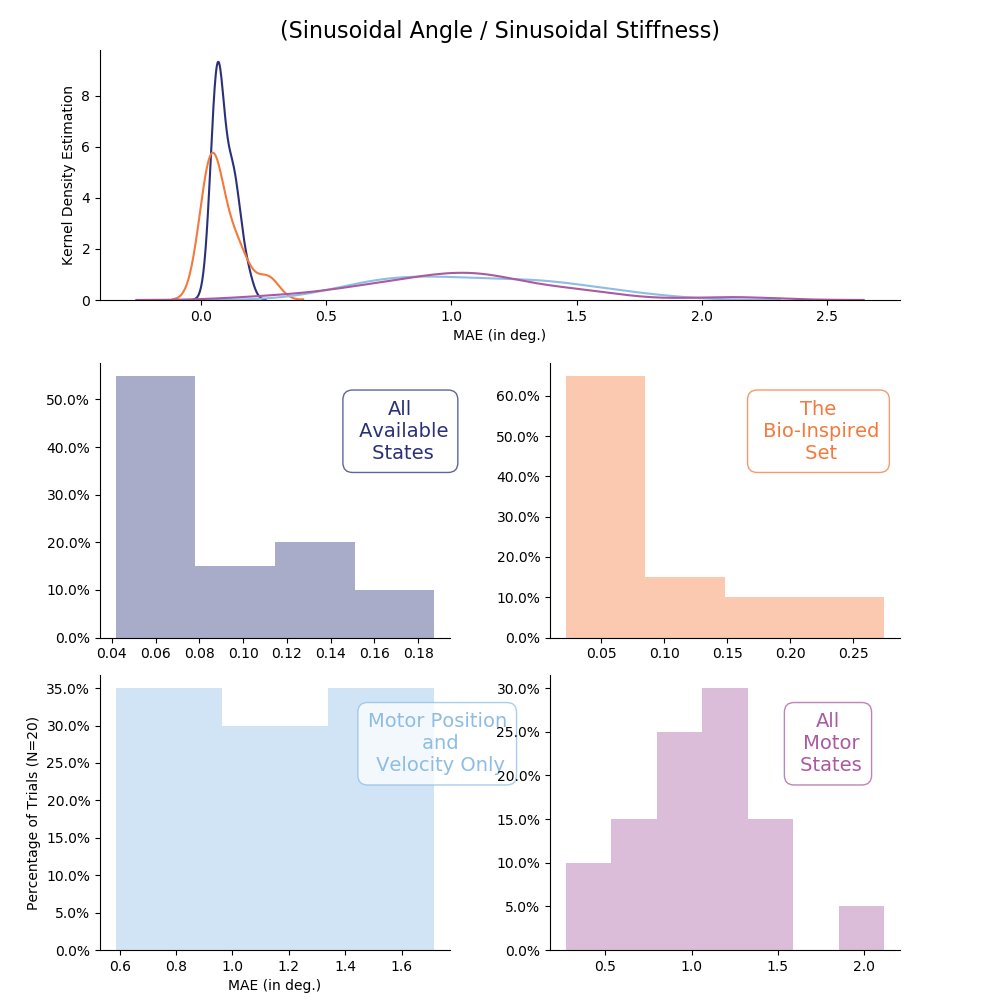 (Sinusoidal Angle / Sinusoidal Stiffness)
Kernel Density Estimation
8
6
4
2
0
0.0 0.5 1.0 1.5 2.0 2.5
MAE (in deg.)
50.0%
40.0%
30.0%
20.0%
10.0%
0.0%
All
Available
States
0.04 0.06 0.08 0.10 0.12 0.14 0.16 0.18
60.0%
50.0%
40.0%
30.0%
20.0%
10.0%
0.0%
The
Bio-Inspired
Set
0.05 0.10 0.15 0.20 0.25
Percentage of Trials (N=20)
35.0%
30.0%
25.0%
20.0%
15.0%
10.0%
5.0%
0.0%
Motor Position
and
Velocity Only
0.6 0.8 1.0 1.2 1.4 1.6
MAE (in deg.)
30.0%
25.0%
20.0%
15.0%
10.0%
5.0%
0.0%
All
Motor
States
0.5 1.0 1.5 2.0